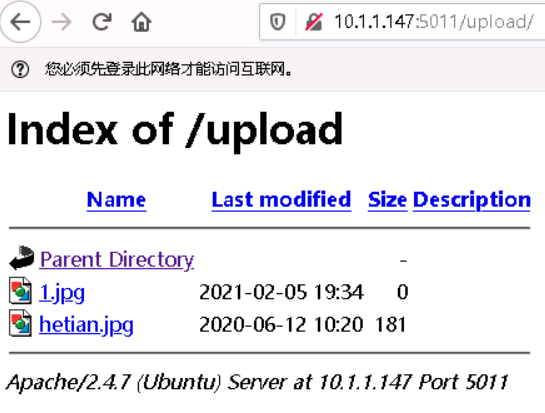 10.1.1.147:5011/upload/
您必须先登录此网络才能访问互联网。
Index of /upload
Name Last modified Size Description
Parent Directory -
1.jpg 2021-02-05 19:34 0
hetian.jpg 2020-06-12 10:20 181
Apache/2.4.7 (Ubuntu) Server at 10.1.1.147 Port 5011